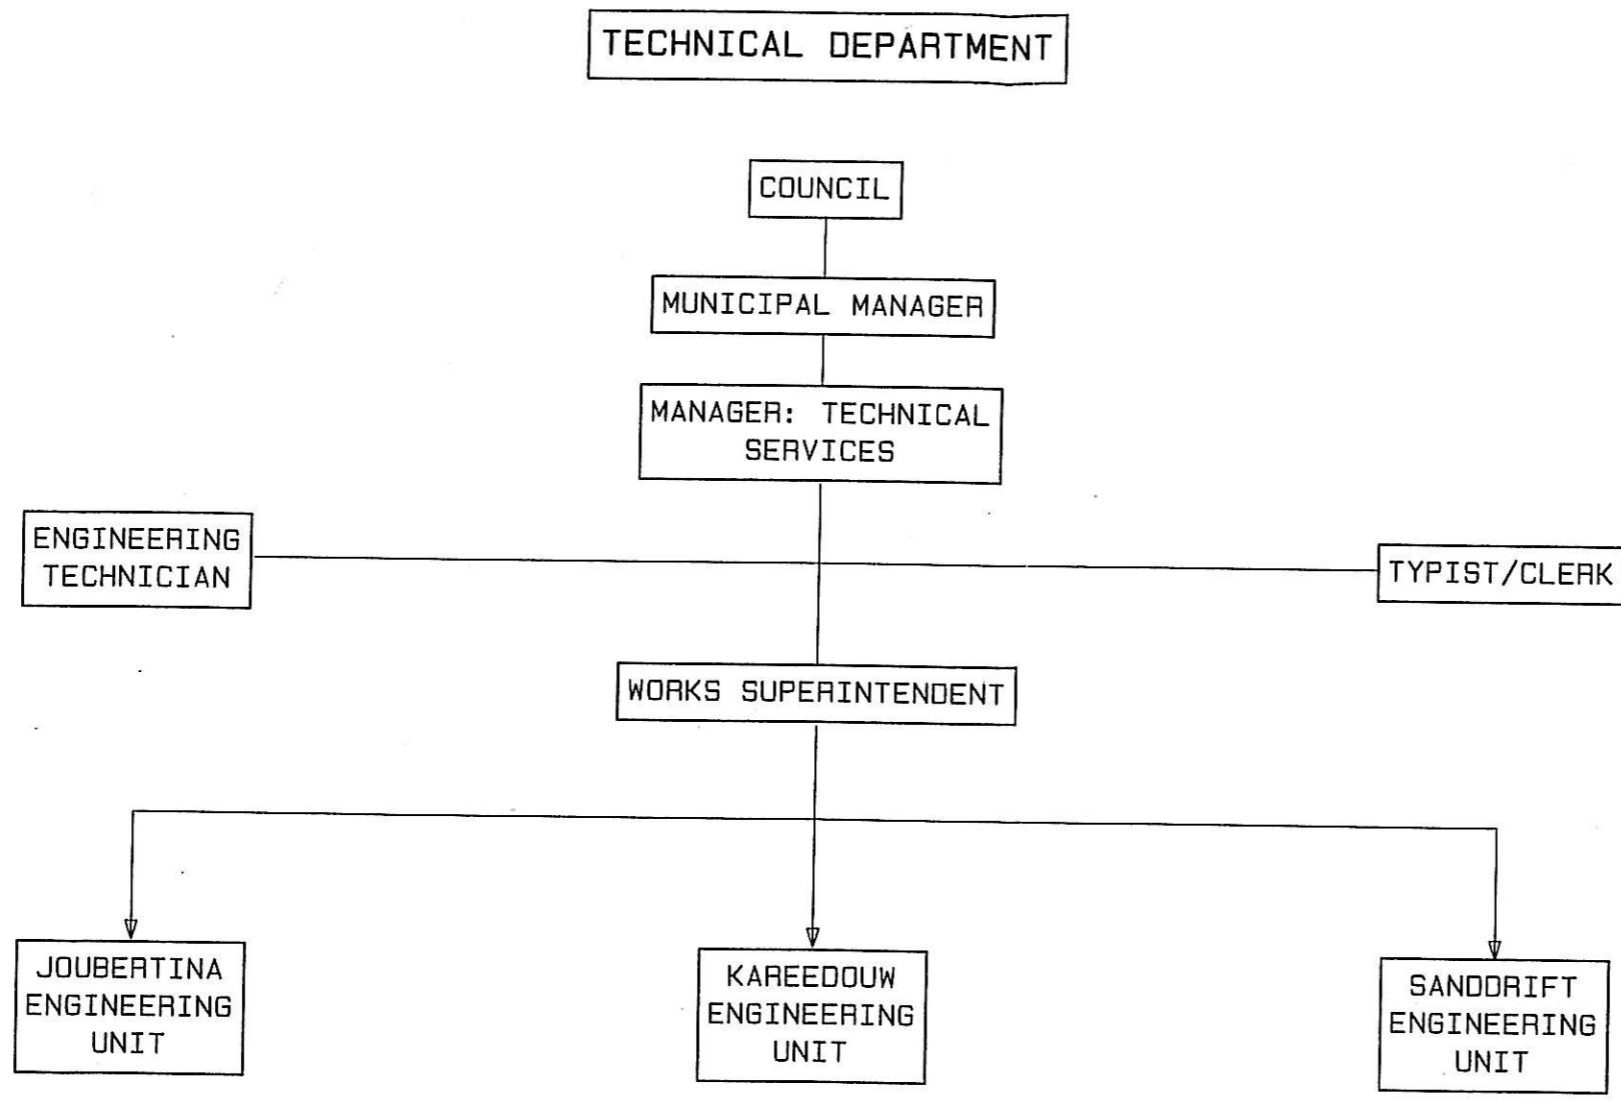 TECHNICAL DEPARTMENT
COUNCIL
MUNICIPAL MANAGER
MANAGER: TECHNICAL
SERVICES
ENGINEERING
TECHNICIAN
TYPIST/CLERK
WORKS SUPERINTENDENT
JOUBERTINA
ENGINEERING
UNIT
KAREEDOUW
ENGINEERING
UNIT
SANDDRIFT
ENGINEERING
UNIT